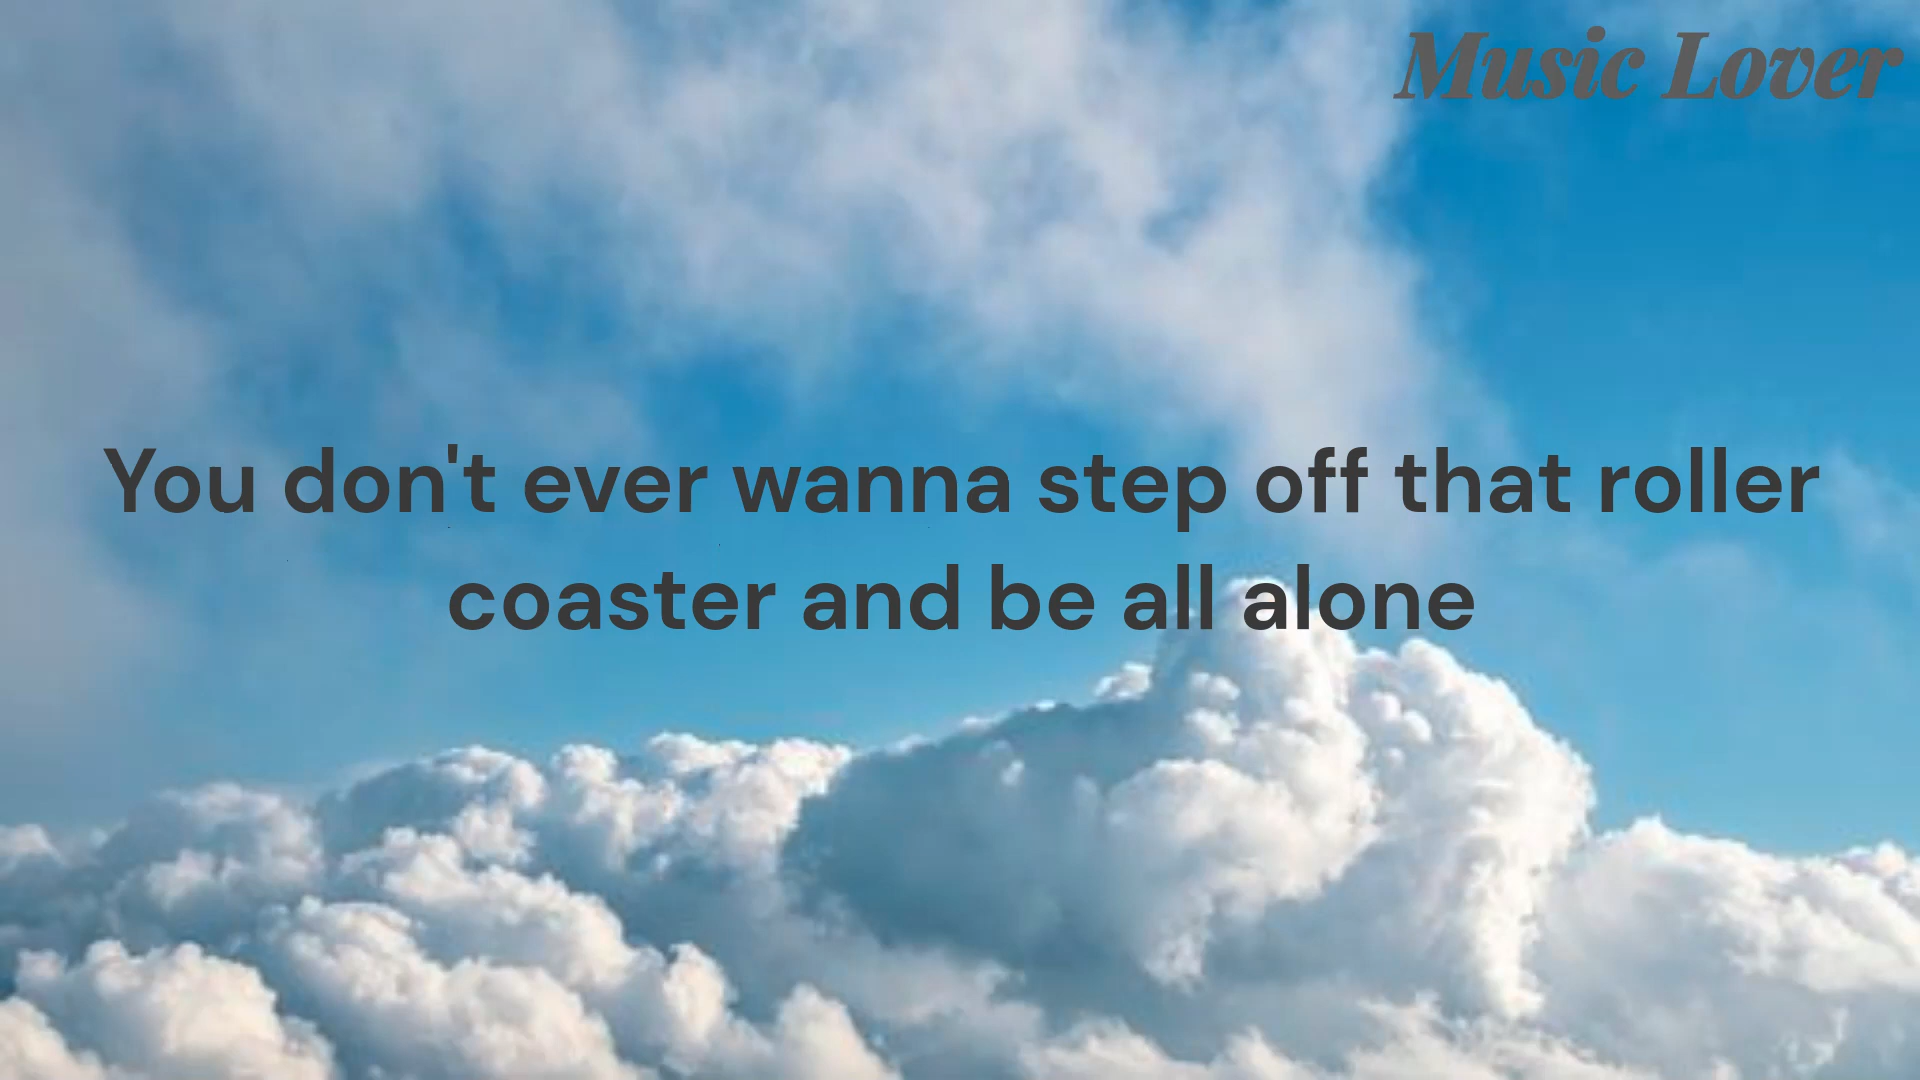 Music Lover
You don't ever wanna step off that roller
coaster and be all alone